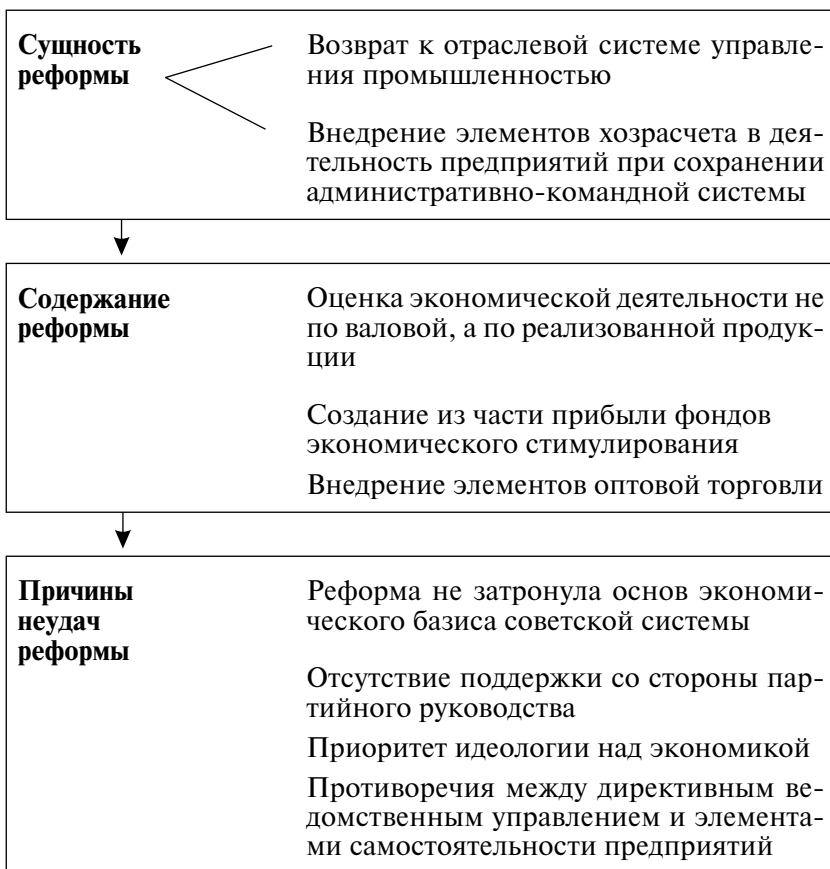 Сущность
реформы
Возврат к отраслевой системе управле-
ния промышленностью
Внедрение элементов хозрасчета в дея-
тельность предприятий при сохранении
административно-командной системы
Содержание
реформы
Оценка экономической деятельности не
по валовой, а по реализованной продук-
ции
Создание из части прибыли фондов
экономического стимулирования
Внедрение элементов оптовой торговли
Причины
неудач
реформы
Реформа не затронула основ экономи-
ческого базиса советской системы
Отсутствие поддержки со стороны пар-
тийного руководства
Приоритет идеологии над экономикой
Противоречия между директивным ве-
домственным управлением и элемента-
ми самостоятельности предприятий